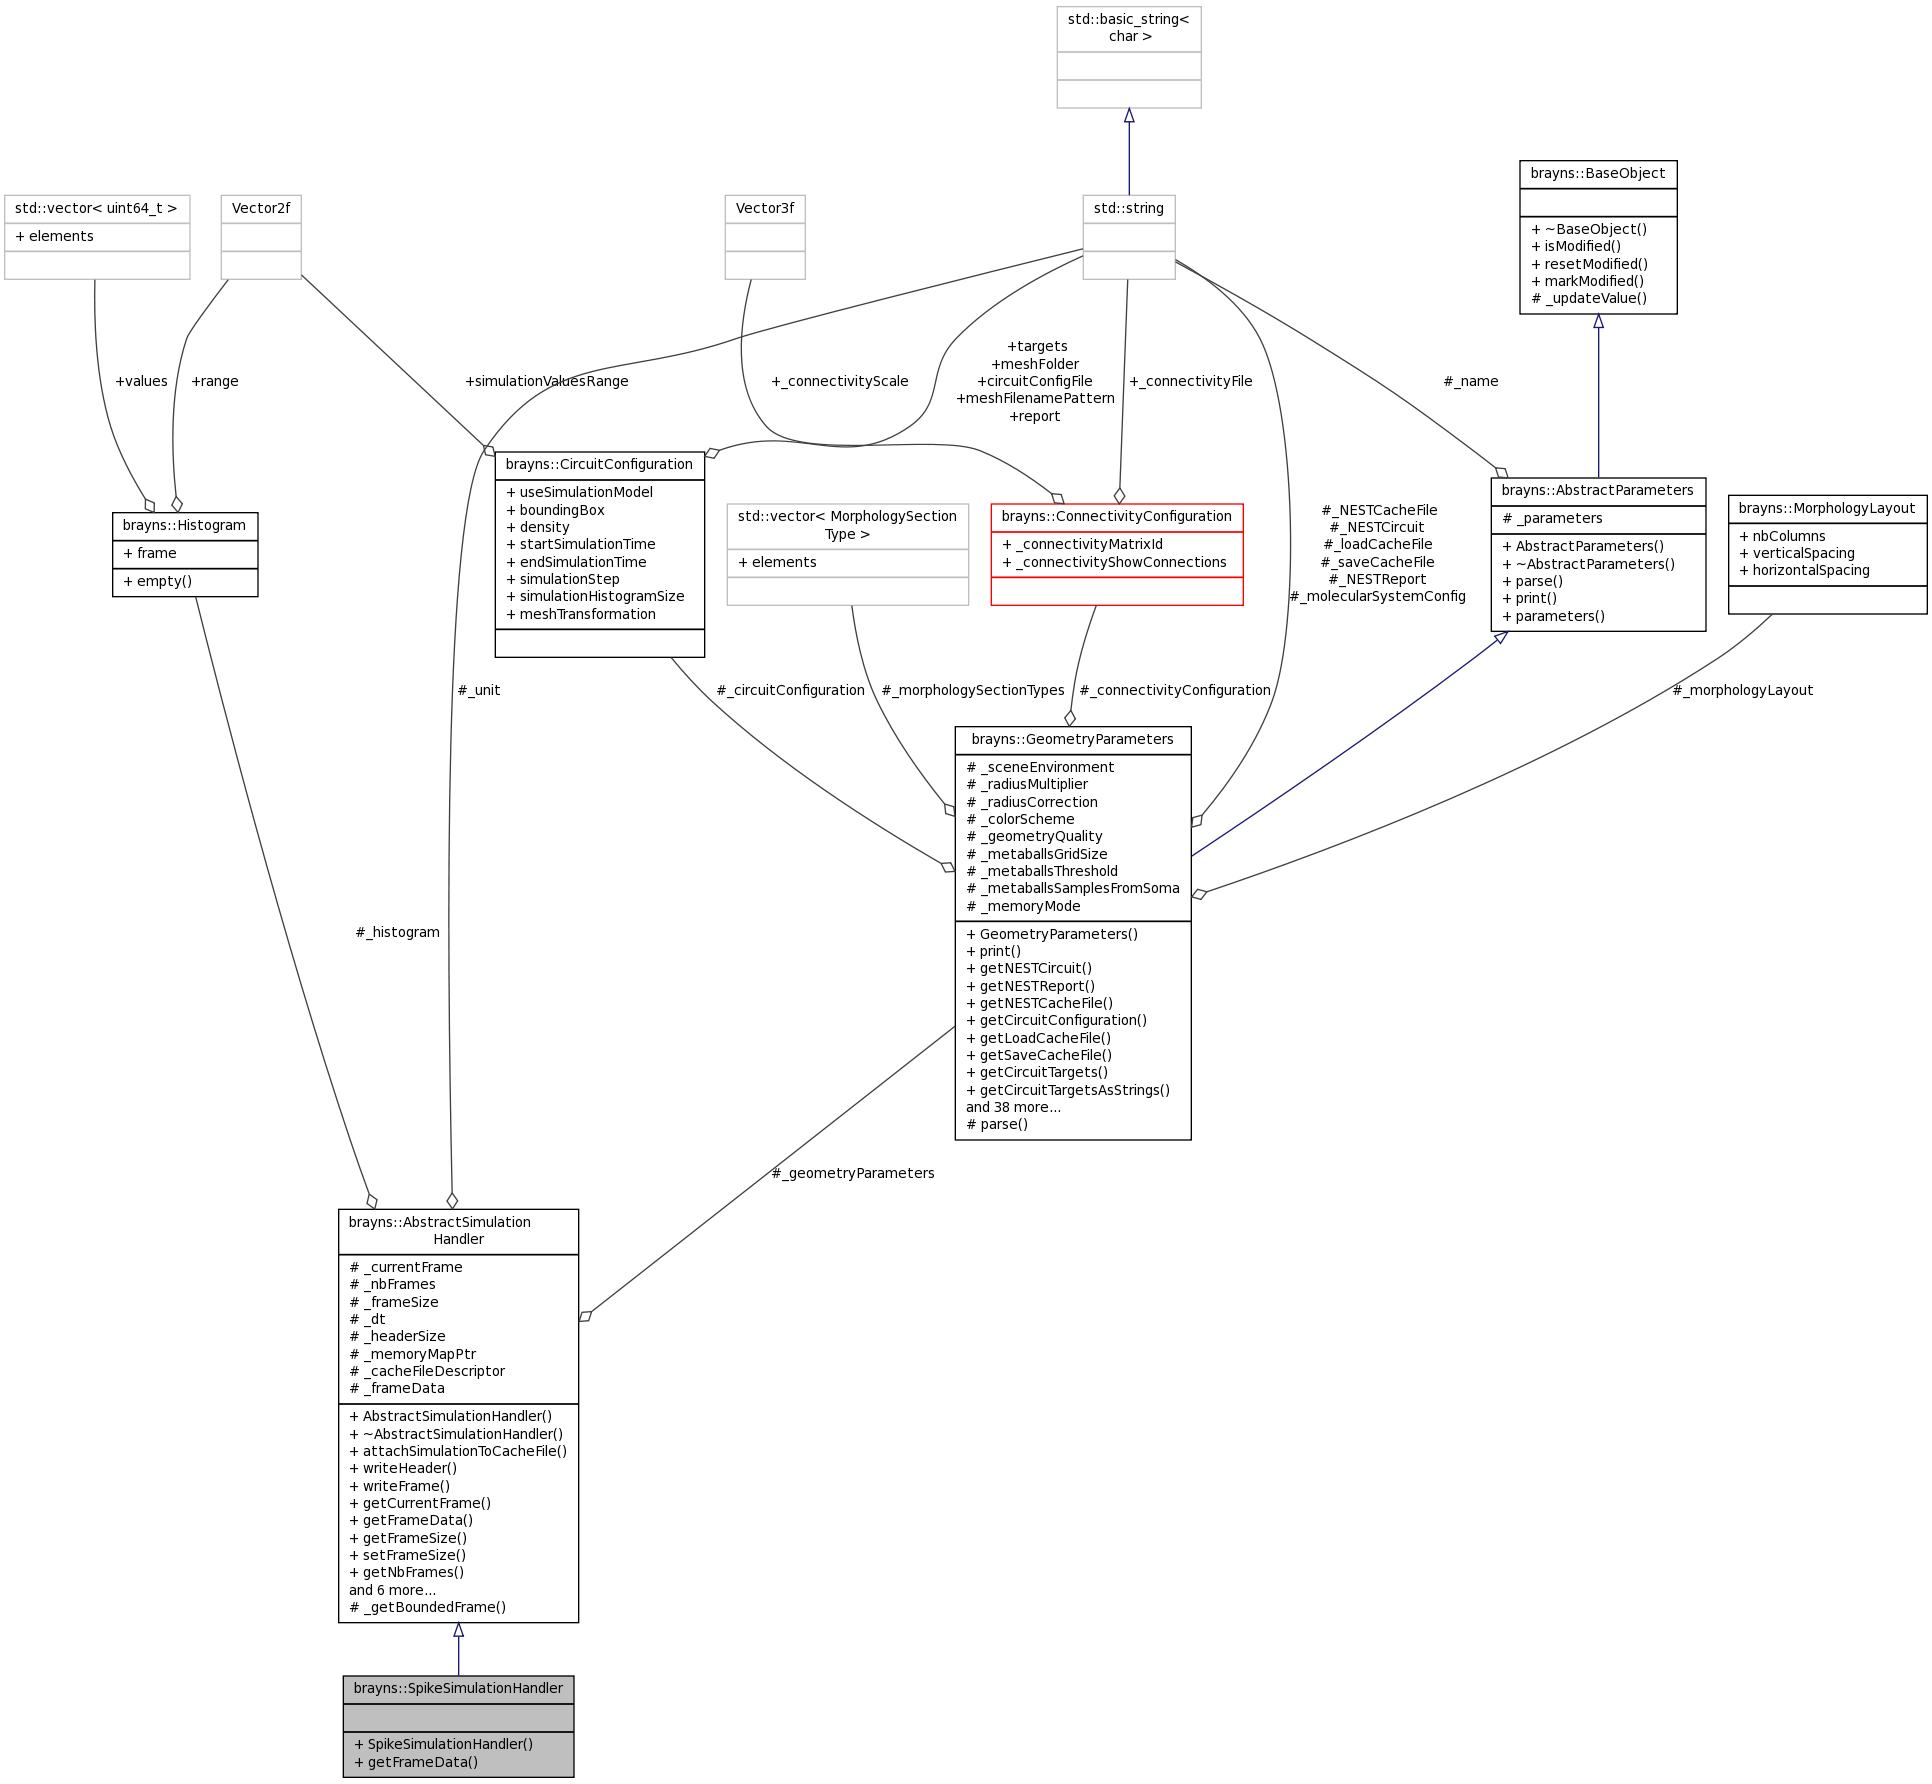 std::basic_string<
char >
std::vector< uint64_t >
+ elements
Vector2f
Vector3f
std::string
brayns::BaseObject
+ ~BaseObject()
+ isModified()
+ resetModified()
+ markModified()
# _updateValue()
+values
+range
+simulationValuesRange
+_connectivityScale
+targets
+meshFolder
+circuitConfigFile
+meshFilenamePattern
+report
+_connectivityFile
#_name
brayns::Histogram
+ frame
+ empty()
brayns::CircuitConfiguration
+ useSimulationModel
+ boundingBox
+ density
+ startSimulationTime
+ endSimulationTime
+ simulationStep
+ simulationHistogramSize
+ meshTransformation
std::vector< MorphologySection
Type >
+ elements
brayns::ConnectivityConfiguration
+ _connectivityMatrixId
+ _connectivityShowConnections
#_NESTCacheFile
#_NESTCircuit
#_loadCacheFile
#_saveCacheFile
#_NESTReport
#_molecularSystemConfig
brayns::AbstractParameters
# _parameters
+ AbstractParameters()
+ ~AbstractParameters()
+ parse()
+ print()
+ parameters()
brayns::MorphologyLayout
+ nbColumns
+ verticalSpacing
+ horizontalSpacing
#_unit
#_circuitConfiguration
#_morphologySectionTypes
#_connectivityConfiguration
#_morphologyLayout
brayns::GeometryParameters
# _sceneEnvironment
# _radiusMultiplier
# _radiusCorrection
# _colorScheme
# _geometryQuality
# _metaballsGridSize
# _metaballsThreshold
# _metaballsSamplesFromSoma
# _memoryMode
+ GeometryParameters()
+ print()
+ getNESTCircuit()
+ getNESTReport()
+ getNESTCacheFile()
+ getCircuitConfiguration()
+ getLoadCacheFile()
+ getSaveCacheFile()
+ getCircuitTargets()
+ getCircuitTargetsAsStrings()
and 38 more...
# parse()
#_histogram
#_geometryParameters
brayns::AbstractSimulation
Handler
# _currentFrame
# _nbFrames
# _frameSize
# _dt
# _headerSize
# _memoryMapPtr
# _cacheFileDescriptor
# _frameData
+ AbstractSimulationHandler()
+ ~AbstractSimulationHandler()
+ attachSimulationToCacheFile()
+ writeHeader()
+ writeFrame()
+ getCurrentFrame()
+ getFrameData()
+ getFrameSize()
+ setFrameSize()
+ getNbFrames()
and 6 more...
# _getBoundedFrame()
brayns::SpikeSimulationHandler
+ SpikeSimulationHandler()
+ getFrameData()